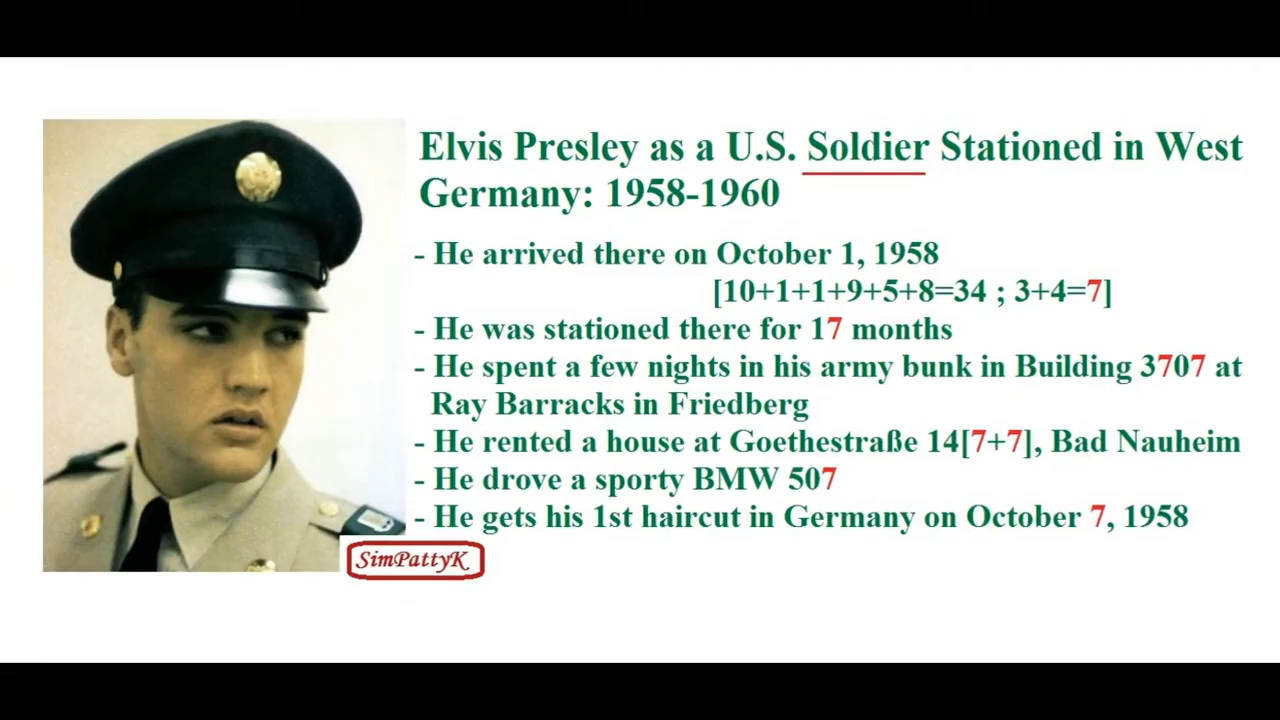 Elvis Presley as a U.S. Soldier Stationed in West
Germany: 1958-1960
- He arrived there on October 1, 1958
[10+1+1+9+5+8=34 ; 3+4=7]
- He was stationed there for 17 months
- He spent a few nights in his army bunk in Building 3707 at
Ray Barracks in Friedberg
- He rented a house at Goethestraße 14[7+7], Bad Nauheim
- He drove a sporty BMW 507
- He gets his 1st haircut in Germany on October 7, 1958
SimPattyK